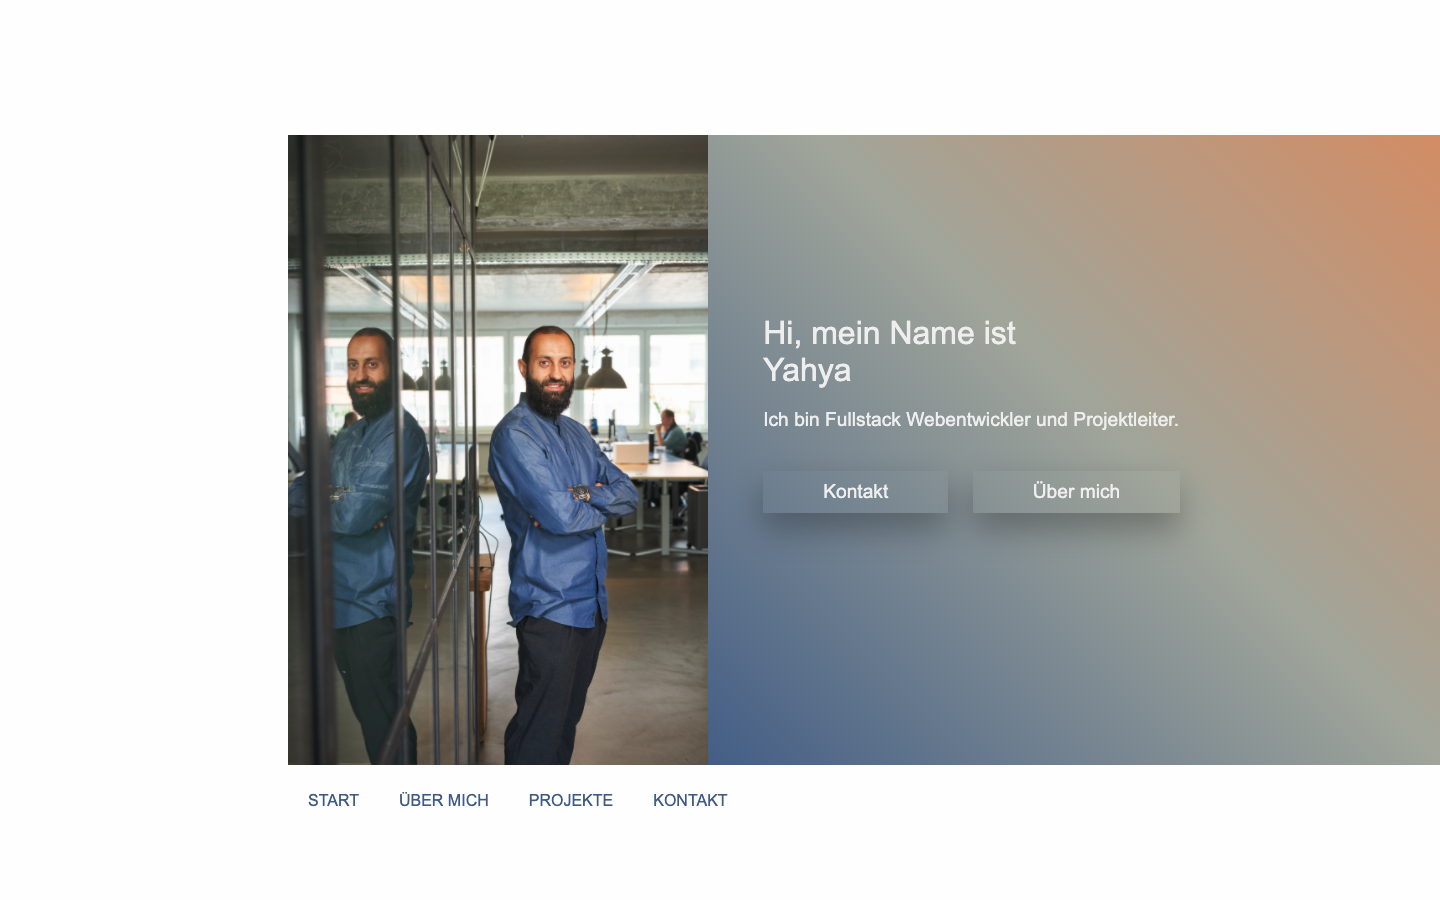 Hi, mein Name ist
Yahya
Ich bin Fullstack Webentwickler und Projektleiter.
Kontakt
Über mich
START
ÜBER MICH
PROJEKTE
KONTAKT